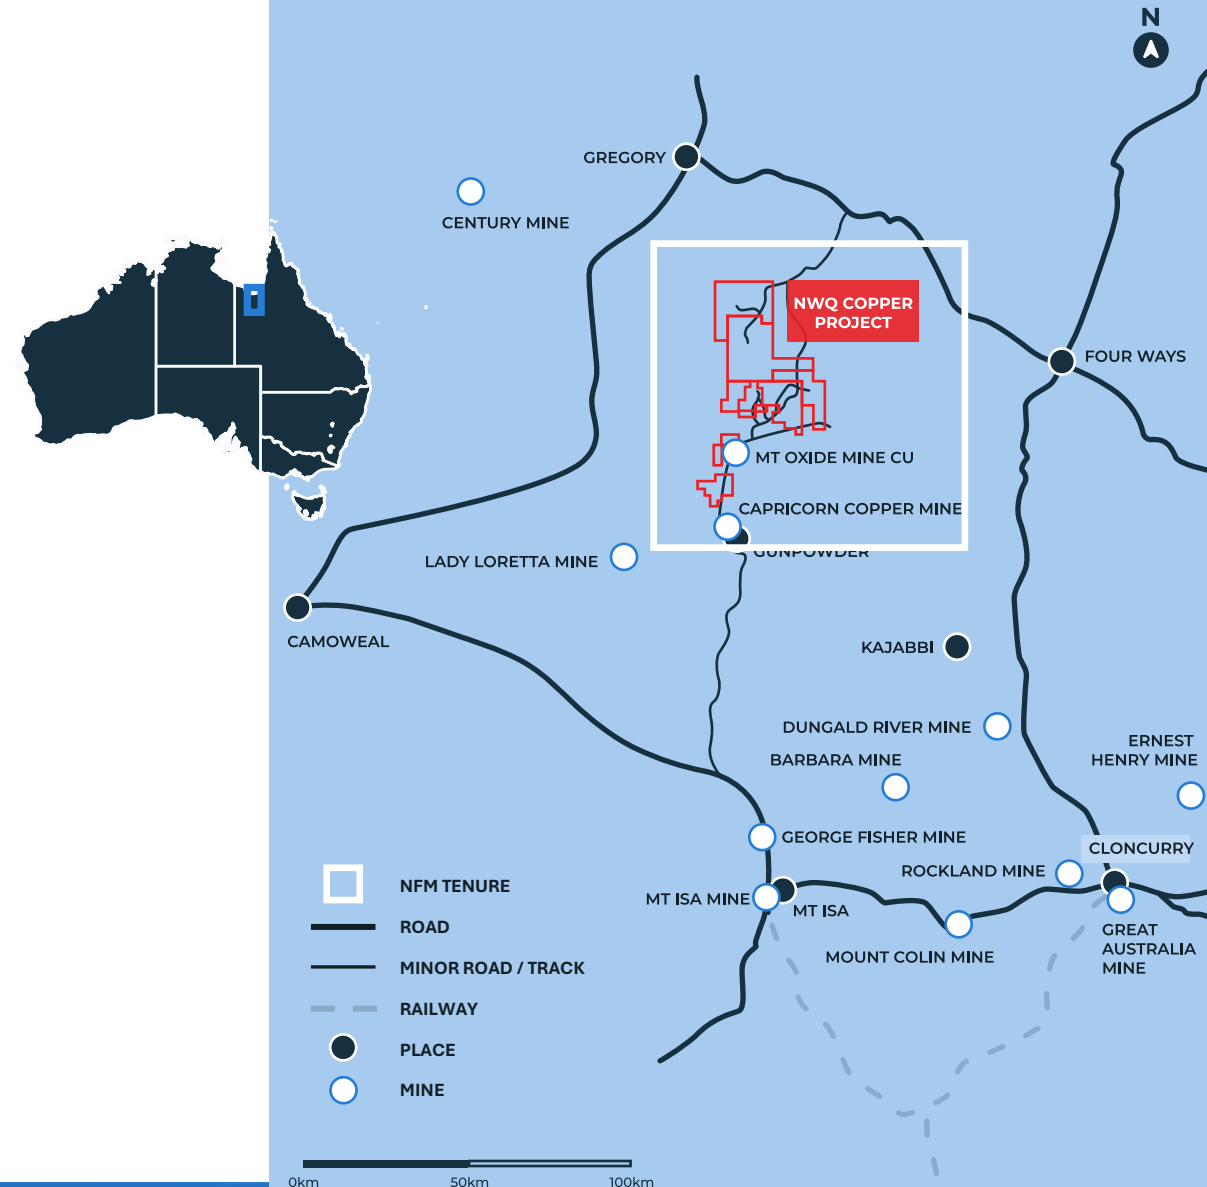 N
GREGORY
CENTURY MINE
NWQ COPPER
PROJECT
FOUR WAYS
MT OXIDE MINE CU
CAPRICORN COPPER MINE
GUNPOWDER
LADY LORETTA MINE
CAMOWEAL
KAJABBI
DUNGALD RIVER MINE
ERNEST
HENRY MINE
BARBARA MINE
GEORGE FISHER MINE
CLONCURRY
ROCKLAND MINE
MT ISA MINE
MT ISA
GREAT
AUSTRALIA
MINE
MOUNT COLIN MINE
NFM TENURE
ROAD
MINOR ROAD / TRACK
RAILWAY
PLACE
MINE
0km
50km
100km